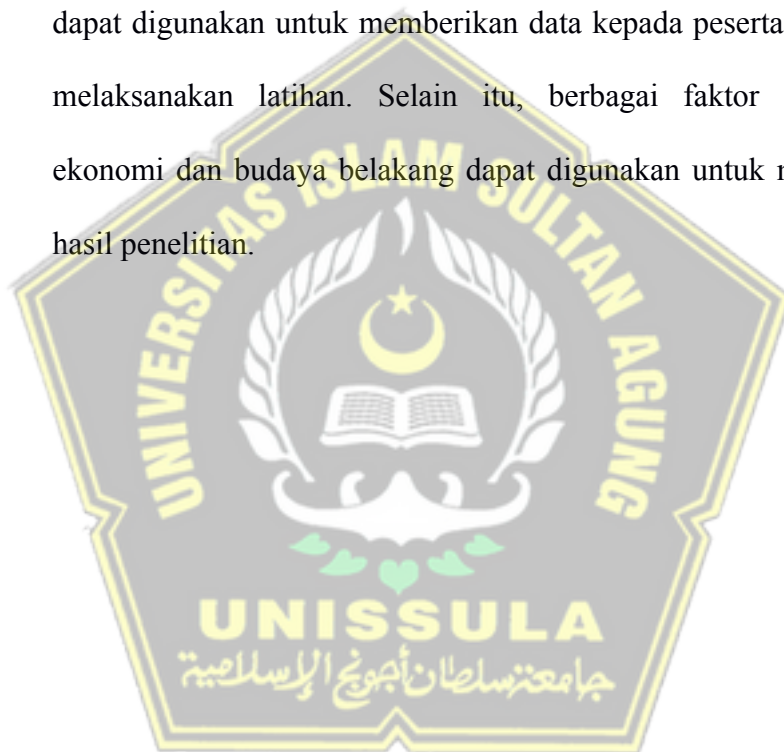 dapat digunakan untuk memberikan data kepada peserta
melaksanakan latihan. Selain itu, berbagai faktor
ekonomi dan budaya belakang dapat digunakan untuk
hasil penelitian.
UNIVERSITAS ISLAM SULTAN AGUNG
UNISSULA
جامعة سلطان أجونج الإسلامية